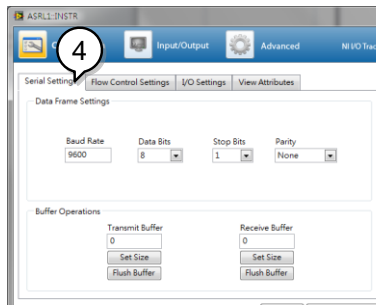 ASRL1::INSTR
4
Input/Output
Advanced
NI I/O Trac
Serial Settings
Flow Control Settings
I/O Settings
View Attributes
Data Frame Settings
Baud Rate
Data Bits
Stop Bits
Parity
9600
8
1
None
Buffer Operations
Transmit Buffer
Receive Buffer
0
0
Set Size
Set Size
Flush Buffer
Flush Buffer